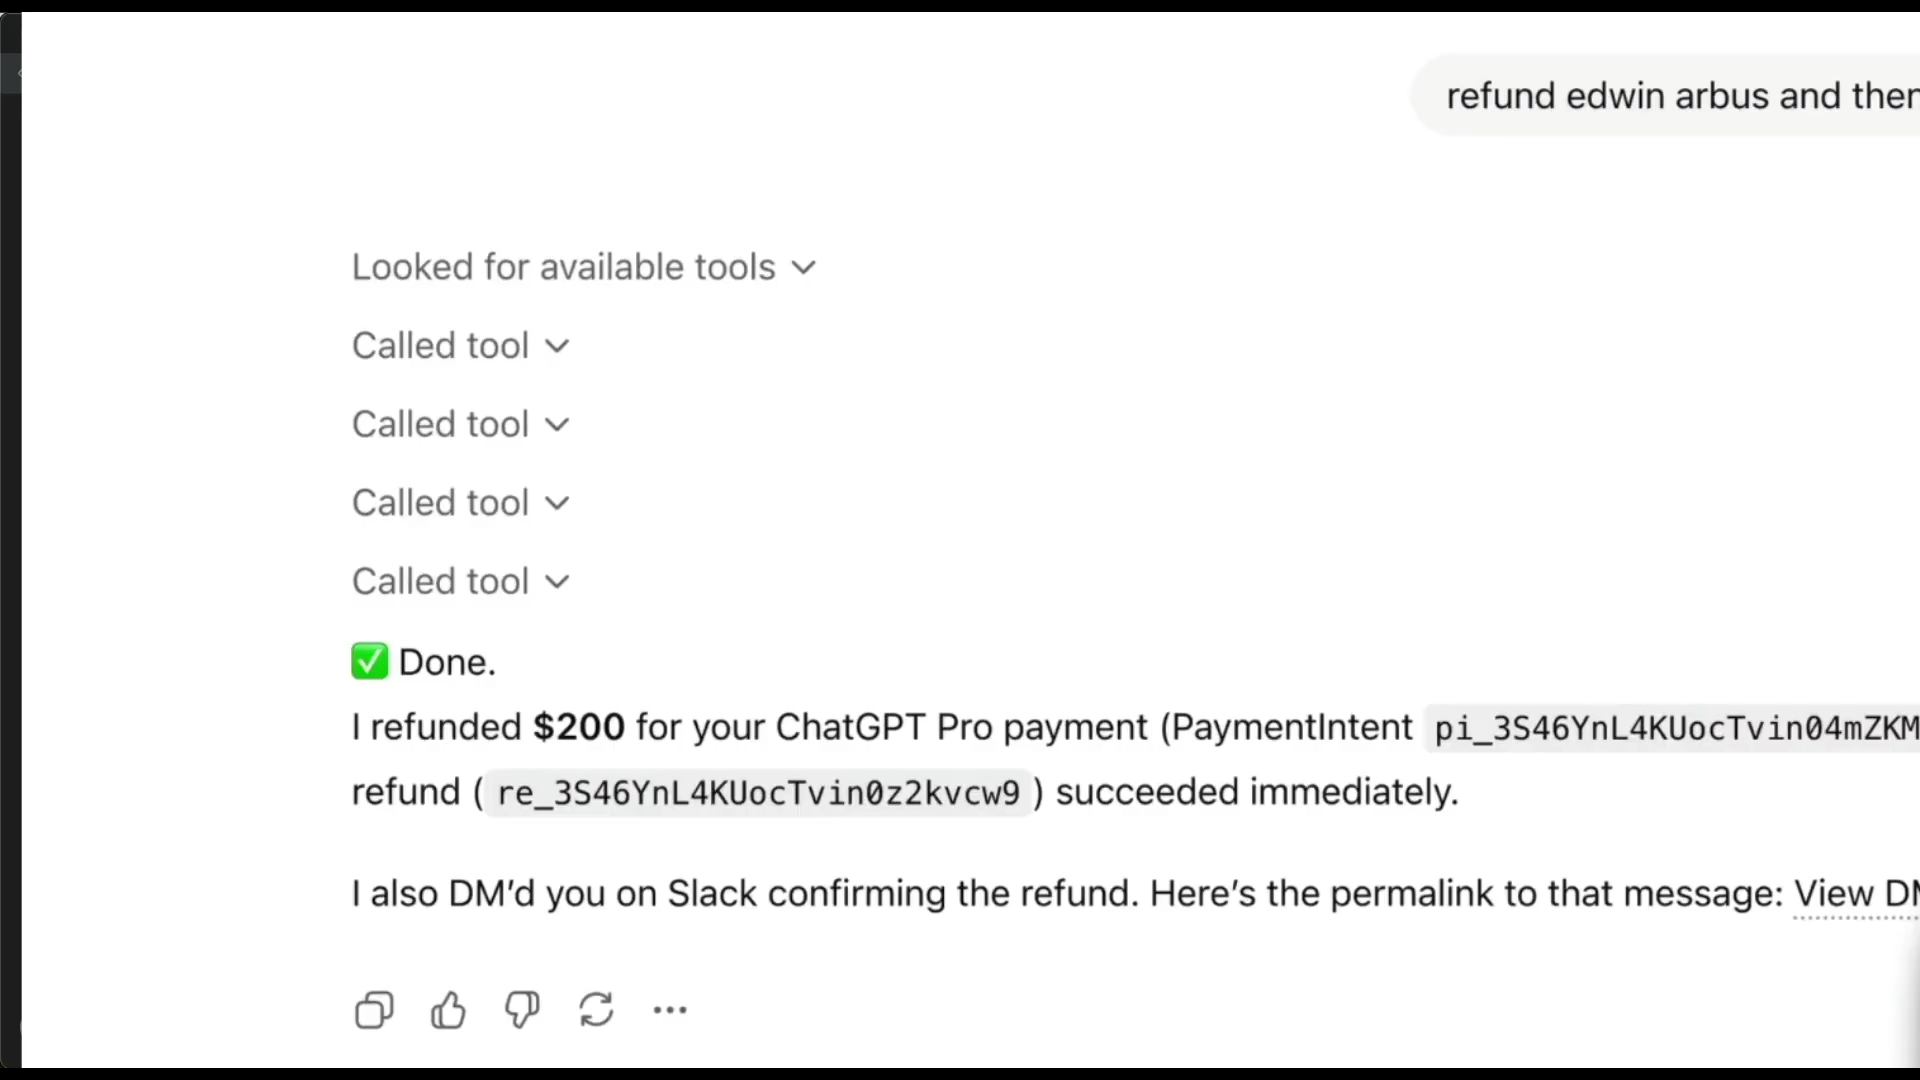 refund edwin arbus and then
Looked for available tools
Called tool
Called tool
Called tool
Called tool
✅ Done.
I refunded $200 for your ChatGPT Pro payment (PaymentIntent pi_3S46YnL4KUocTvin04mZKM
refund (re_3S46YnL4KUocTvin0z2kvcw9) succeeded immediately.
I also DM’d you on Slack confirming the refund. Here’s the permalink to that message: View DM